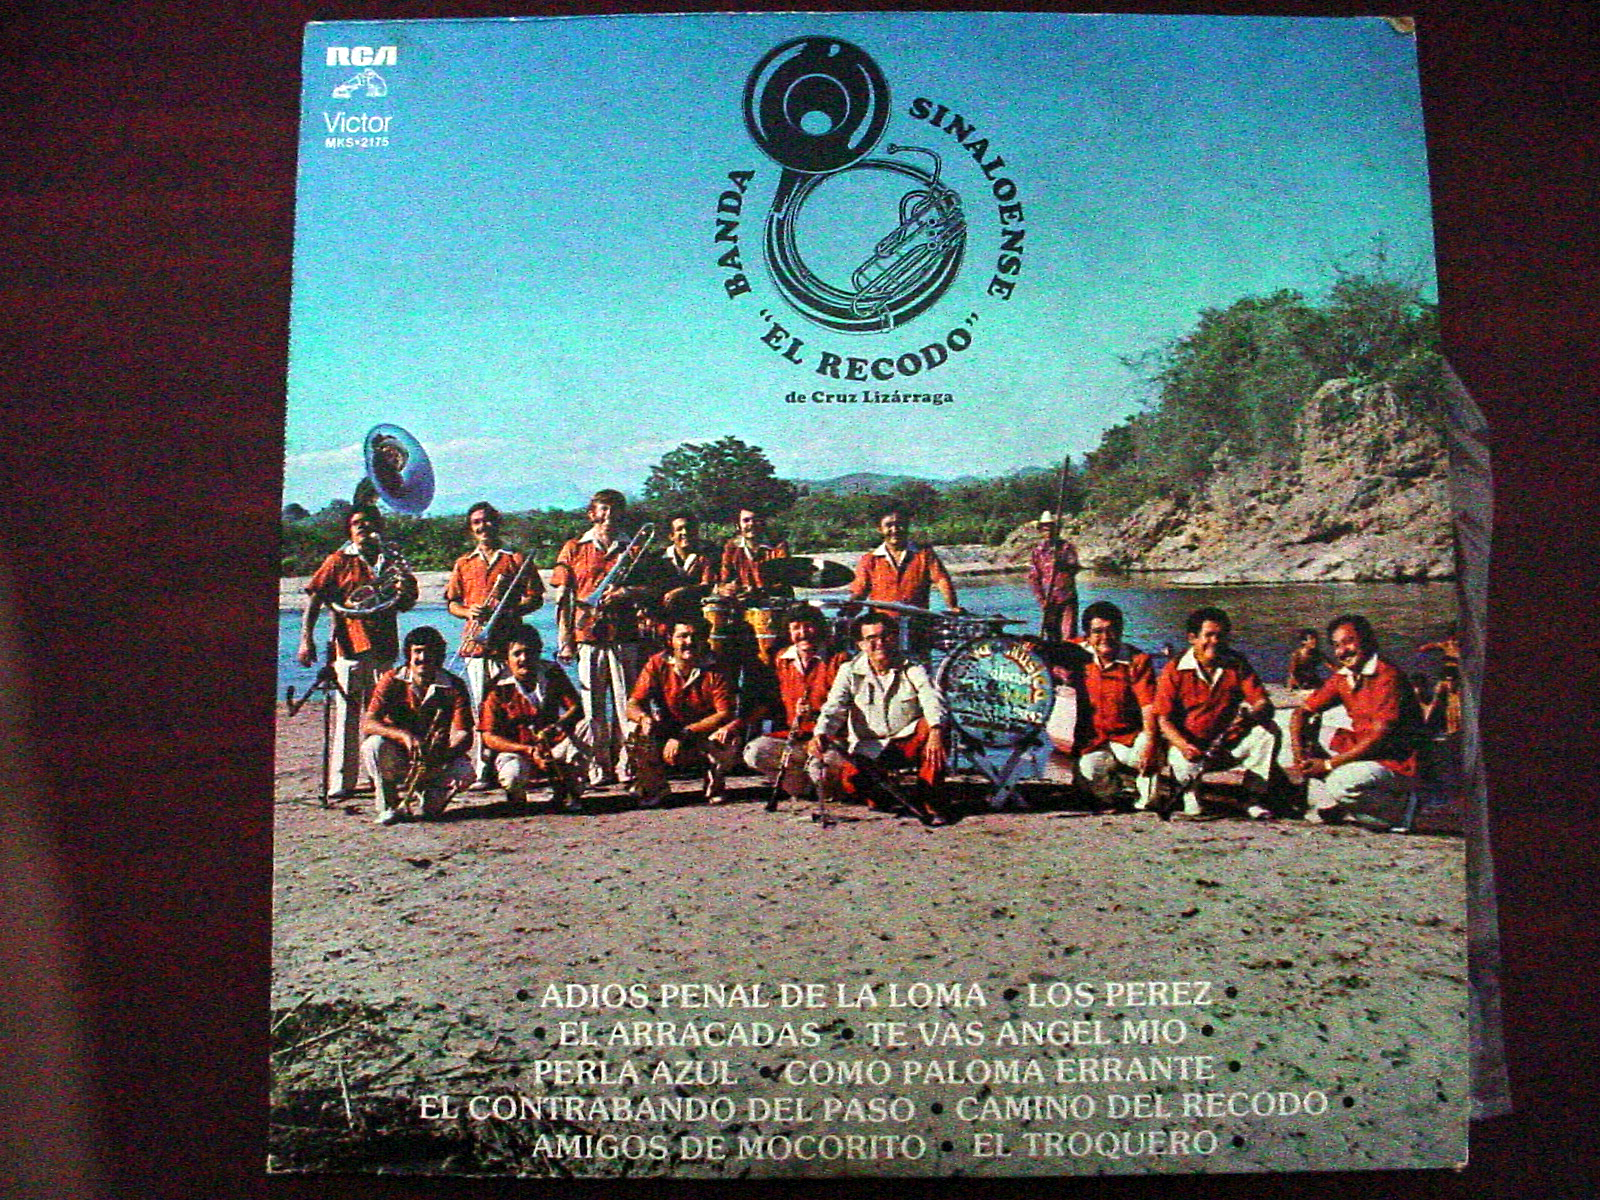 RCA
Victor
MKS-2175
BANDA SINALOENSE
"EL RECODO"
de Cruz Lizárraga
• ADIOS PENAL DE LA LOMA • LOS PEREZ •
• EL ARRACADAS • TE VAS ANGEL MIO •
PERLA AZUL • COMO PALOMA ERRANTE •
EL CONTRABANDO DEL PASO • CAMINO DEL RECODO •
AMIGOS DE MOCORITO • EL TROQUERO •